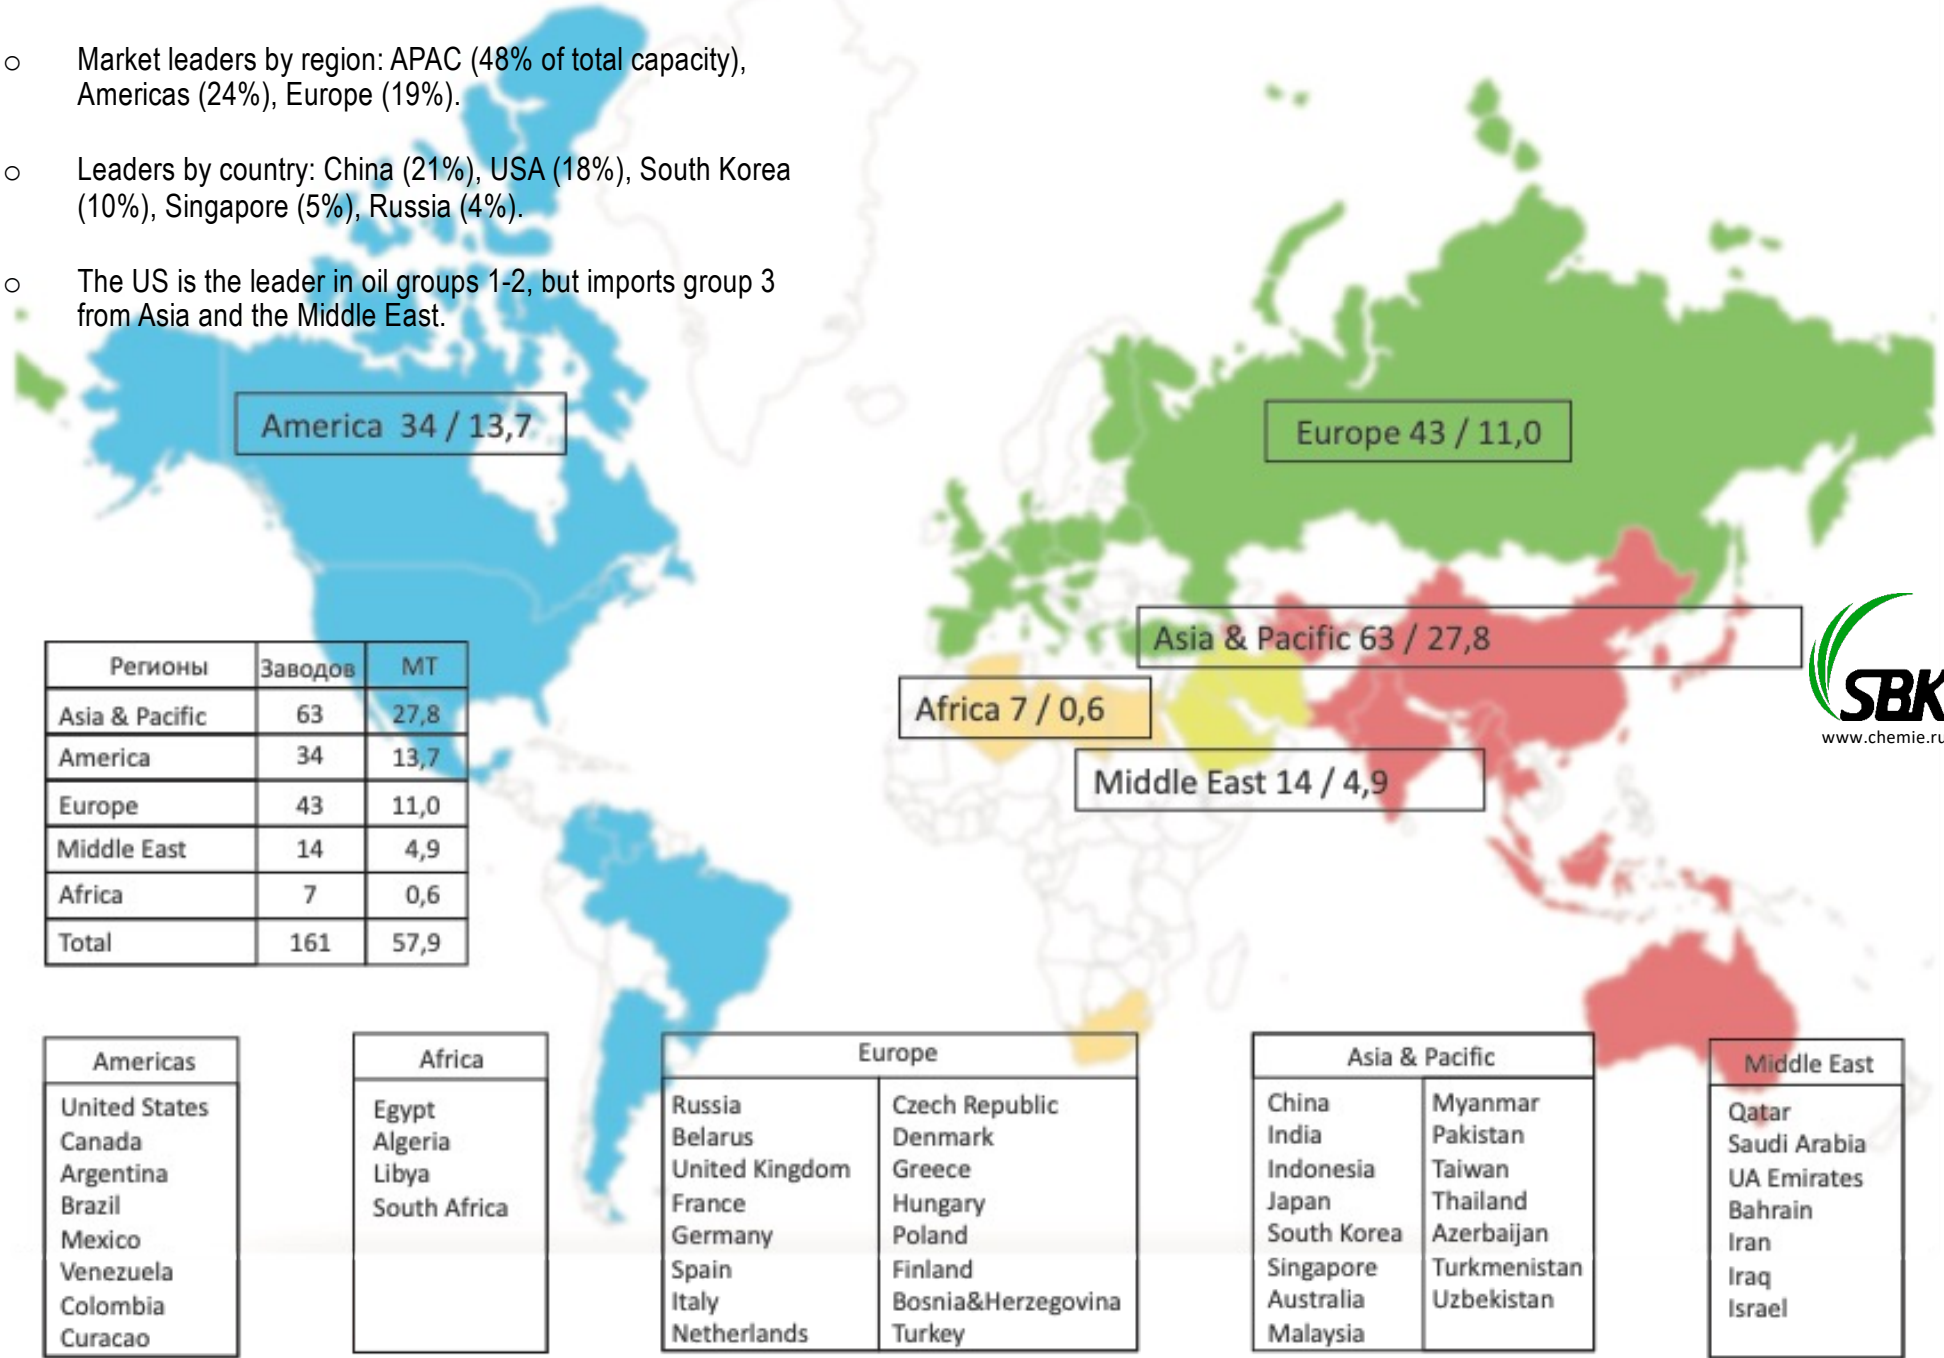 o Market leaders by region: APAC (48% of total capacity),
Americas (24%), Europe (19%).
o Leaders by country: China (21%), USA (18%), South Korea
(10%), Singapore (5%), Russia (4%).
o The US is the leader in oil groups 1-2, but imports group 3
from Asia and the Middle East.
America 34 / 13,7
Europe 43 / 11,0
Asia & Pacific 63 / 27,8
Africa 7 / 0,6
Middle East 14 / 4,9
SBK
www.chemie.ru
Регионы Заводов МТ
Asia & Pacific 63 27,8
America 34 13,7
Europe 43 11,0
Middle East 14 4,9
Africa 7 0,6
Total 161 57,9
Americas
United States
Canada
Argentina
Brazil
Mexico
Venezuela
Colombia
Curacao
Africa
Egypt
Algeria
Libya
South Africa
Europe
Russia Czech Republic
Belarus Denmark
United Kingdom Greece
France Hungary
Germany Poland
Spain Finland
Italy Bosnia&Herzegovina
Netherlands Turkey
Asia & Pacific
China Myanmar
India Pakistan
Indonesia Taiwan
Japan Thailand
South Korea Azerbaijan
Singapore Turkmenistan
Australia Uzbekistan
Malaysia
Middle East
Qatar
Saudi Arabia
UA Emirates
Bahrain
Iran
Iraq
Israel